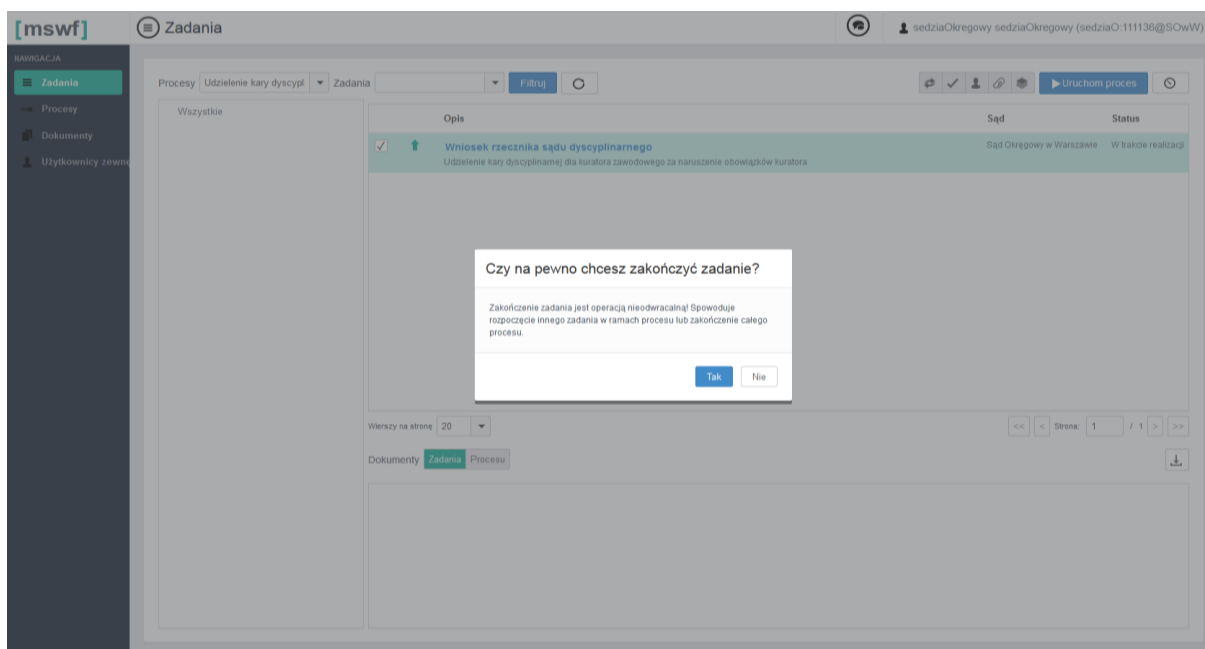 [mswf]
Zadania
sedziaOkregowy sedziaOkregowy (sedziaO:111136@SOwW)
NAWIGACJA
Zadania
Procesy
Dokumenty
Użytkownicy zewnę
Procesy Udzielenie kary dyscypl Zadania Filtruj Uruchom proces
Wszystkie
Opis Sąd Status
Wniosek rzecznika sądu dyscyplinarnego
Udzielenie kary dyscyplinarnej dla kuratora zawodowego za naruszenie obowiązków kuratora
Sąd Okręgowy w Warszawie W trakcie realizacji
Czy na pewno chcesz zakończyć zadanie?
Zakończenie zadania jest operacją nieodwracalną! Spowoduje
rozpoczęcie innego zadania w ramach procesu lub zakończenie całego
procesu.
Tak Nie
Wierszy na stronę 20 << < Strona: 1 / 1 > >>
Dokumenty Zadania Procesu